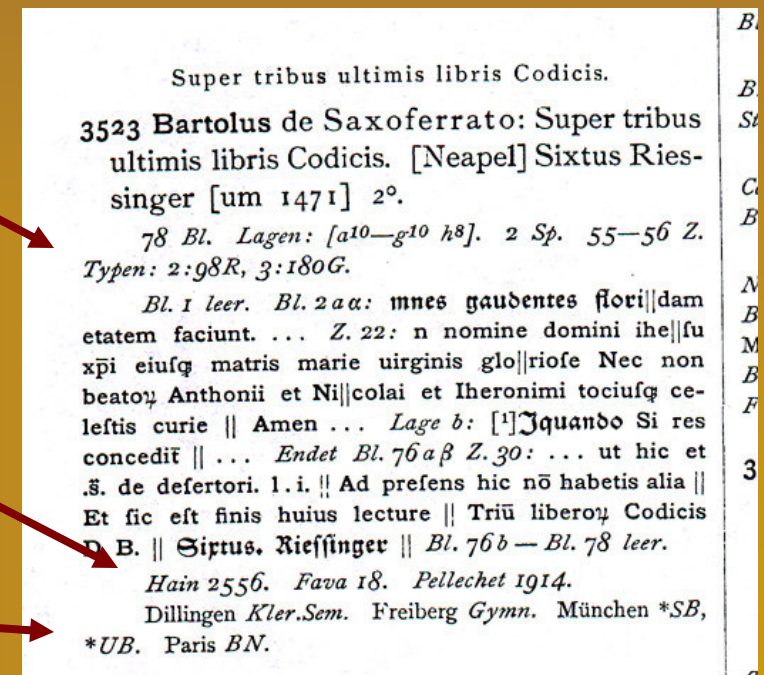 Super tribus ultimis libris Codicis.
3523 Bartolus de Saxoferrato: Super tribus
ultimis libris Codicis. [Neapel] Sixtus Ries-
singer [um 1471] 2°.
78 Bl. Lagen: [a¹⁰—g¹⁰ h⁸]. 2 Sp. 55—56 Z.
Typen: 2:98R, 3:180G.
Bl. 1 leer. Bl. 2aα: mnes gaudentes flori||dam
etatem faciunt. ... Z. 22: n nomine domini ihe||ſu
xp̄i eiuſqꝫ matris marie uirginis glo||rioſe Nec non
beatoꝝ Anthonii et Ni||colai et Iheronimi tociuſqꝫ ce-
leſtis curie || Amen ... Lage b: [¹]Jquando Si res
concedit̄ || ... Endet Bl. 76aβ Z. 30: ... ut hic et
.s̄. de deſertori. l. i. || Ad preſens hic nō habetis alia ||
Et ſic eſt finis huius lecture || Triū liberoꝝ Codicis
D. B. || Sixtus. Rieſſinger || Bl. 76b — Bl. 78 leer.
Hain 2556. Fava 18. Pellechet 1914.
Dillingen Kler.Sem. Freiberg Gymn. München *SB,
*UB. Paris BN.
B
St
B
N
B
M
B
F
3